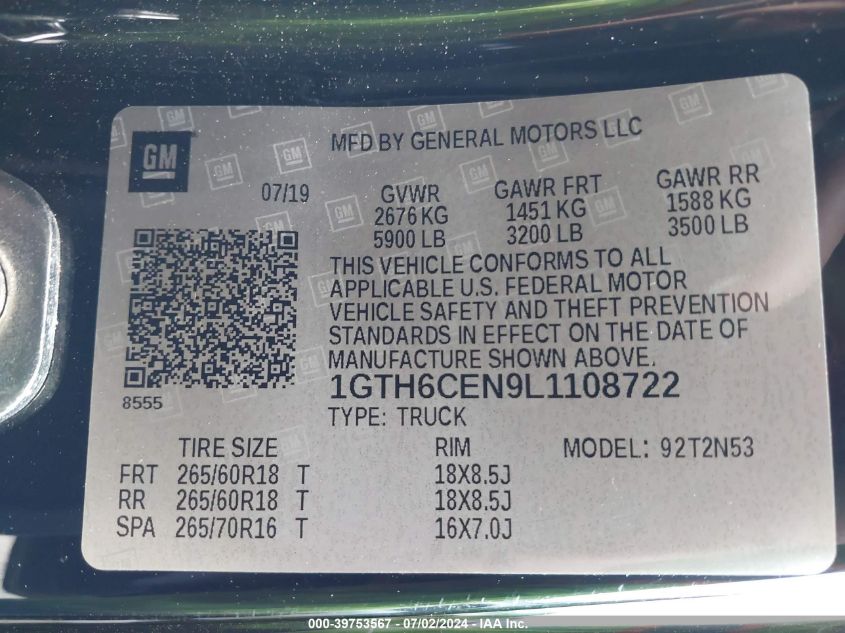 GM
MFD BY GENERAL MOTORS LLC
07/19
GVWR GAWR FRT GAWR RR
2676 KG 1451 KG 1588 KG
5900 LB 3200 LB 3500 LB
THIS VEHICLE CONFORMS TO ALL
APPLICABLE U.S. FEDERAL MOTOR
VEHICLE SAFETY AND THEFT PREVENTION
STANDARDS IN EFFECT ON THE DATE OF
MANUFACTURE SHOWN ABOVE.
8555
1GTH6CEN9L1108722
TYPE: TRUCK
TIRE SIZE RIM MODEL: 92T2N53
FRT 265/60R18 T 18X8.5J
RR 265/60R18 T 18X8.5J
SPA 265/70R16 T 16X7.0J
000-39753567 - 07/02/2024 - IAA Inc.